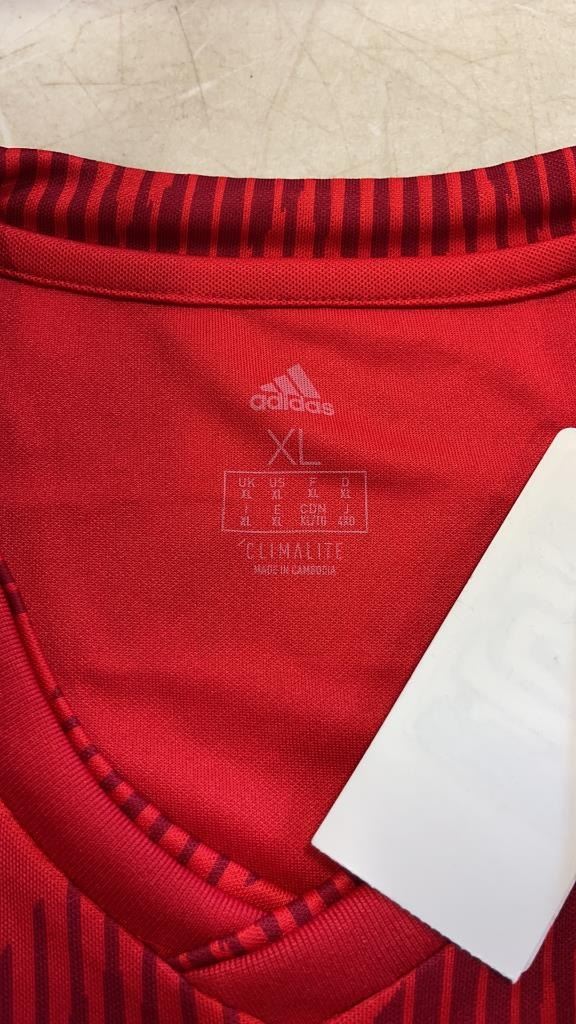 adidas
XL
UK US F D
XL XL XL XL
I E CDN J
XL XL XL/TG 4XO
CLIMALITE
MADE IN CAMBODIA